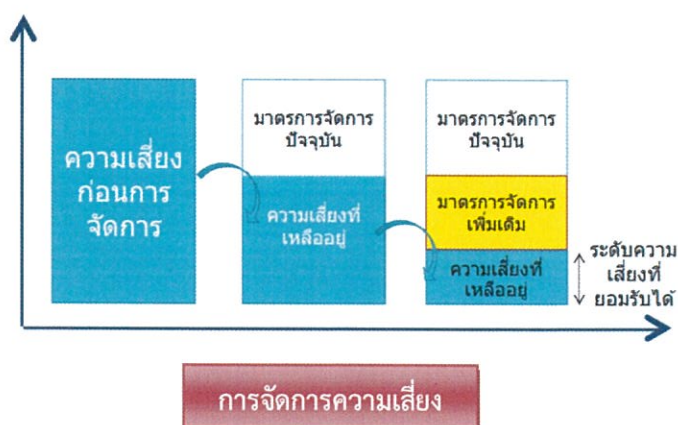 ความเสี่ยง
ก่อนการ
จัดการ
มาตรการจัดการ
ปัจจุบัน
ความเสี่ยงที่
เหลืออยู่
มาตรการจัดการ
ปัจจุบัน
มาตรการจัดการ
เพิ่มเติม
ความเสี่ยงที่
เหลืออยู่
ระดับความ
เสี่ยงที่
ยอมรับได้
การจัดการความเสี่ยง